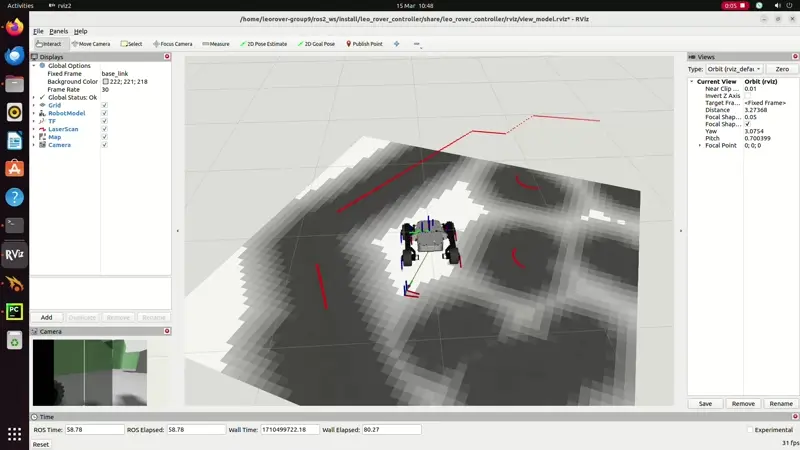 Activities
rviz2
15 Mar 10:48
0:05
/home/leorover-group9/ros2_ws/install/leo_rover_controller/share/leo_rover_controller/rviz/view_model.rviz* - RViz
File Panels Help
Interact Move Camera Select Focus Camera Measure 2D Pose Estimate 2D Goal Pose Publish Point
Displays
Global Options
Fixed Frame base_link
Background Color 222; 221; 218
Frame Rate 30
Global Status: Ok
Grid
RobotModel
TF
LaserScan
Map
Camera
Add Duplicate Remove Rename
Camera
Views
Type: Orbit (rviz_defau Zero
Current View Orbit (rviz)
Near Clip ... 0.01
Invert Z Axis
Target Fra... <Fixed Frame>
Distance 3.27368
Focal Shap... 0.05
Focal Shap...
Yaw 3.0754
Pitch 0.700399
Focal Point 0; 0; 0
Save Remove Rename
RViz
PC
Time
ROS Time: 58.78 ROS Elapsed: 58.78 Wall Time: 1710499722.18 Wall Elapsed: 80.27 Experimental
Reset 31 fps